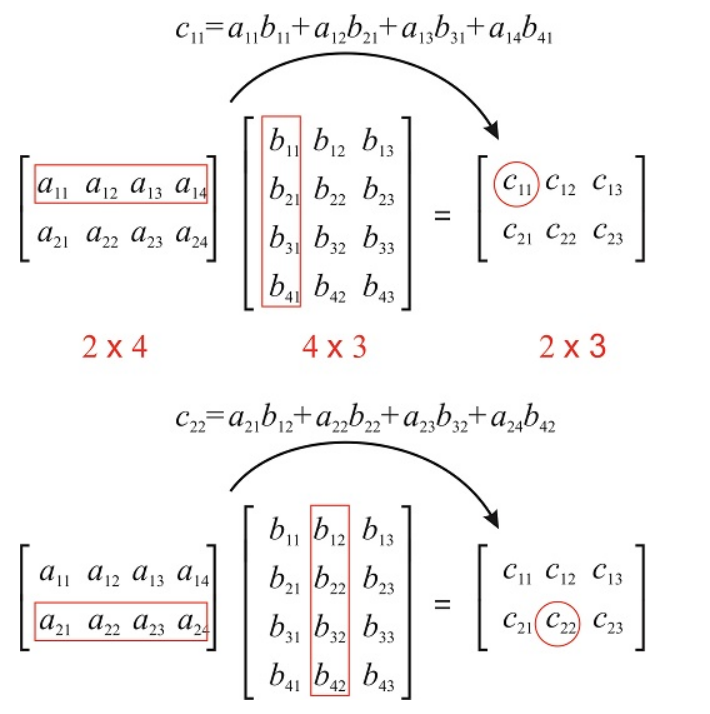 c₁₁=a₁₁b₁₁+a₁₂b₂₁+a₁₃b₃₁+a₁₄b₄₁
b₁₁ b₁₂ b₁₃
a₁₁ a₁₂ a₁₃ a₁₄ b₂₁ b₂₂ b₂₃ c₁₁ c₁₂ c₁₃
=
a₂₁ a₂₂ a₂₃ a₂₄ b₃₁ b₃₂ b₃₃ c₂₁ c₂₂ c₂₃
b₄₁ b₄₂ b₄₃
2 x 4 4 x 3 2 x 3
c₂₂=a₂₁b₁₂+a₂₂b₂₂+a₂₃b₃₂+a₂₄b₄₂
b₁₁ b₁₂ b₁₃
a₁₁ a₁₂ a₁₃ a₁₄ b₂₁ b₂₂ b₂₃ c₁₁ c₁₂ c₁₃
=
a₂₁ a₂₂ a₂₃ a₂₄ b₃₁ b₃₂ b₃₃ c₂₁ c₂₂ c₂₃
b₄₁ b₄₂ b₄₃